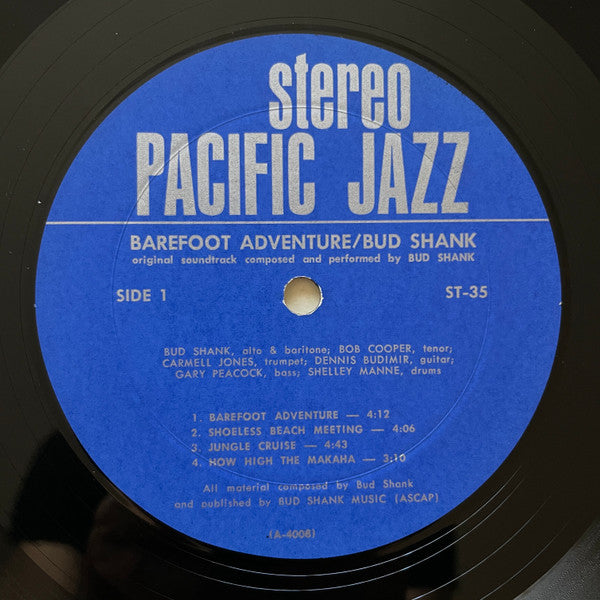 stereo
PACIFIC JAZZ
BAREFOOT ADVENTURE/BUD SHANK
original soundtrack composed and performed by BUD SHANK
SIDE 1
ST-35
BUD SHANK, alto & baritone; BOB COOPER, tenor;
CARMELL JONES, trumpet; DENNIS BUDIMIR, guitar;
GARY PEACOCK, bass; SHELLEY MANNE, drums
1. BAREFOOT ADVENTURE — 4:12
2. SHOELESS BEACH MEETING — 4:06
3. JUNGLE CRUISE — 4:43
4. HOW HIGH THE MAKAHA — 3:10
All material composed by Bud Shank
and published by BUD SHANK MUSIC (ASCAP)
(A-4008)